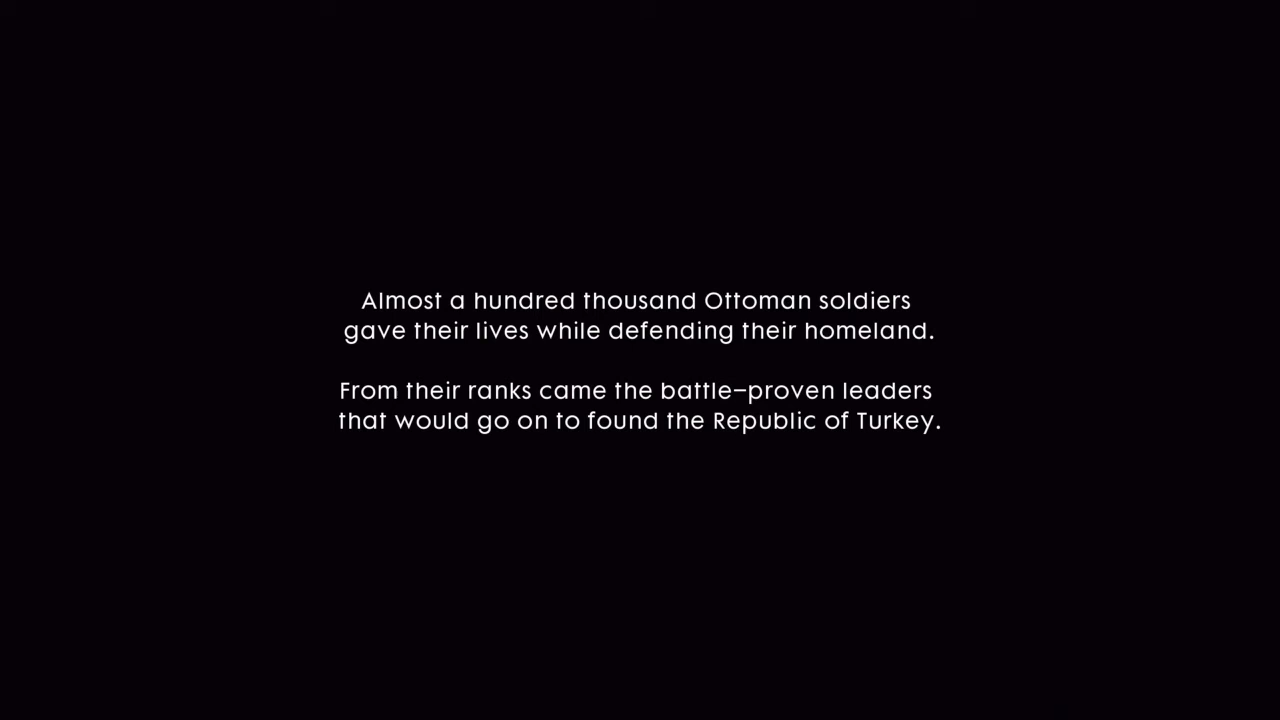 Almost a hundred thousand Ottoman soldiers
gave their lives while defending their homeland.
From their ranks came the battle–proven leaders
that would go on to found the Republic of Turkey.